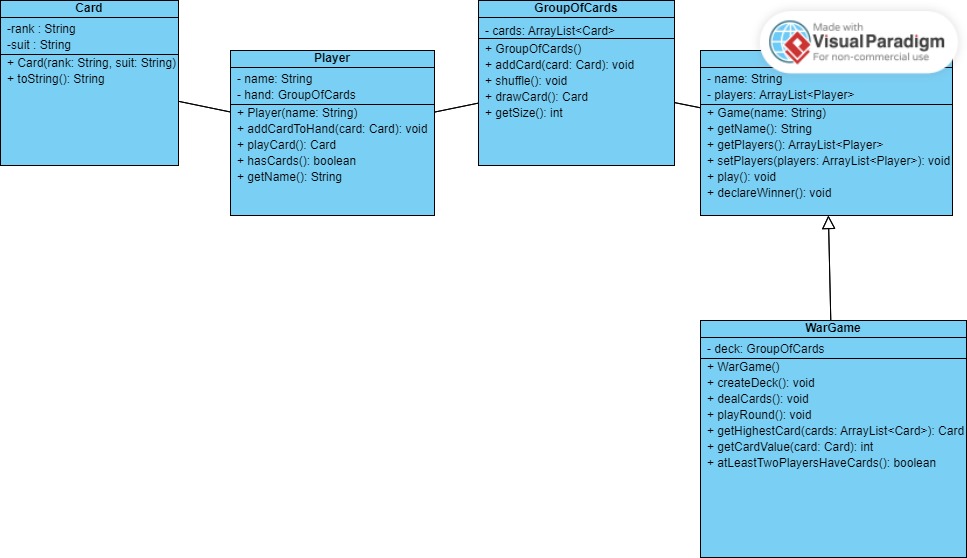 Card
-rank : String
-suit : String
+ Card(rank: String, suit: String)
+ toString(): String
Player
- name: String
- hand: GroupOfCards
+ Player(name: String)
+ addCardToHand(card: Card): void
+ playCard(): Card
+ hasCards(): boolean
+ getName(): String
GroupOfCards
- cards: ArrayList<Card>
+ GroupOfCards()
+ addCard(card: Card): void
+ shuffle(): void
+ drawCard(): Card
+ getSize(): int
Made with
VisualParadigm
For non-commercial use
- name: String
- players: ArrayList<Player>
+ Game(name: String)
+ getName(): String
+ getPlayers(): ArrayList<Player>
+ setPlayers(players: ArrayList<Player>): void
+ play(): void
+ declareWinner(): void
WarGame
- deck: GroupOfCards
+ WarGame()
+ createDeck(): void
+ dealCards(): void
+ playRound(): void
+ getHighestCard(cards: ArrayList<Card>): Card
+ getCardValue(card: Card): int
+ atLeastTwoPlayersHaveCards(): boolean